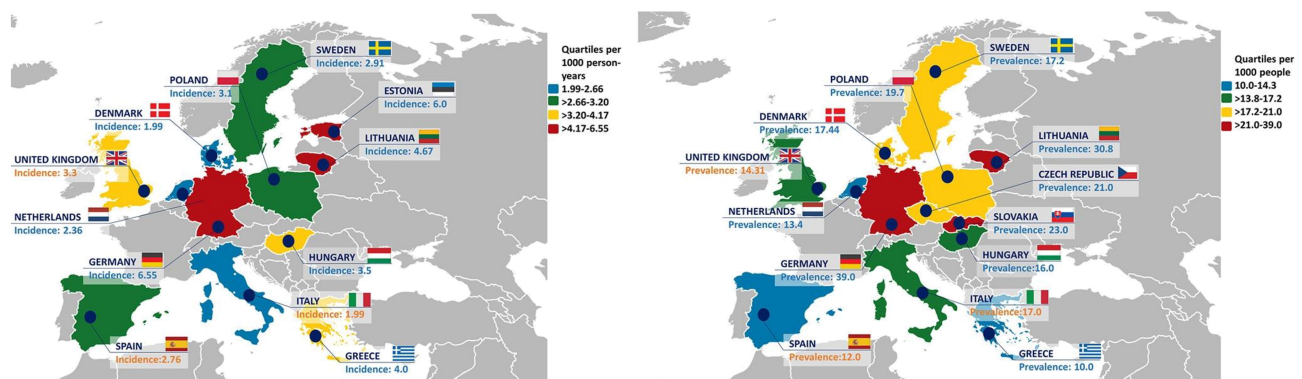 SWEDEN
Incidence: 2.91
POLAND
Incidence: 3.1
ESTONIA
Incidence: 6.0
DENMARK
Incidence: 1.99
LITHUANIA
Incidence: 4.67
UNITED KINGDOM
Incidence: 3.3
NETHERLANDS
Incidence: 2.36
GERMANY
Incidence: 6.55
HUNGARY
Incidence: 3.5
ITALY
Incidence: 1.99
SPAIN
Incidence:2.76
GREECE
Incidence: 4.0
Quartiles per
1000 person-
years
1.99-2.66
>2.66-3.20
>3.20-4.17
>4.17-6.55
SWEDEN
Prevalence: 17.2
POLAND
Prevalence: 19.7
DENMARK
Prevalence: 17.44
LITHUANIA
Prevalence: 30.8
UNITED KINGDOM
Prevalence: 14.31
CZECH REPUBLIC
Prevalence: 21.0
NETHERLANDS
Prevalence: 13.4
SLOVAKIA
Prevalence: 23.0
HUNGARY
Prevalence:16.0
GERMANY
Prevalence: 39.0
ITALY
Prevalence:17.0
SPAIN
Prevalence:12.0
GREECE
Prevalence: 10.0
Quartiles per
1000 people
10.0-14.3
>13.8-17.2
>17.2-21.0
>21.0-39.0